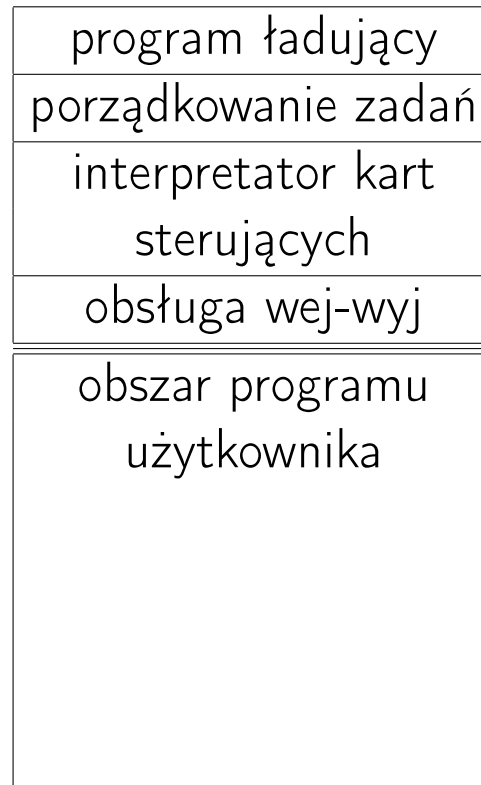 program ładujący
porządkowanie zadań
interpretator kart
sterujących
obsługa wej-wyj
obszar programu
użytkownika